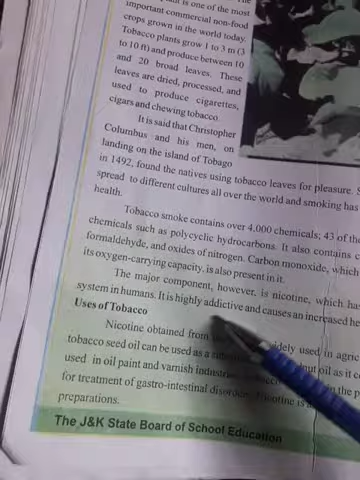 plant is one of the most
important commercial non-food
crops grown in the world today.
Tobacco plants grow 1 to 3 m (3
to 10 ft) and produce between 10
and 20 broad leaves. These
leaves are dried, processed, and
used to produce cigarettes,
cigars and chewing tobacco.
It is said that Christopher
Columbus and his men, on
landing on the island of Tobago
in 1492, found the natives using tobacco leaves for pleasure.
spread to different cultures all over the world and smoking has
health.
Tobacco smoke contains over 4,000 chemicals; 43 of the
chemicals such as polycyclic hydrocarbons. It also contains
formaldehyde, and oxides of nitrogen. Carbon monoxide, which
its oxygen-carrying capacity, is also present in it.
The major component, however, is nicotine, which has
system in humans. It is highly addictive and causes an increased
Uses of Tobacco
Nicotine obtained from widely used in
tobacco seed oil can be used as a oil as it
used in oil paint and varnish in the
for treatment of gastro-intestinal Nicotine is
preparations.
The J&K State Board of School Education